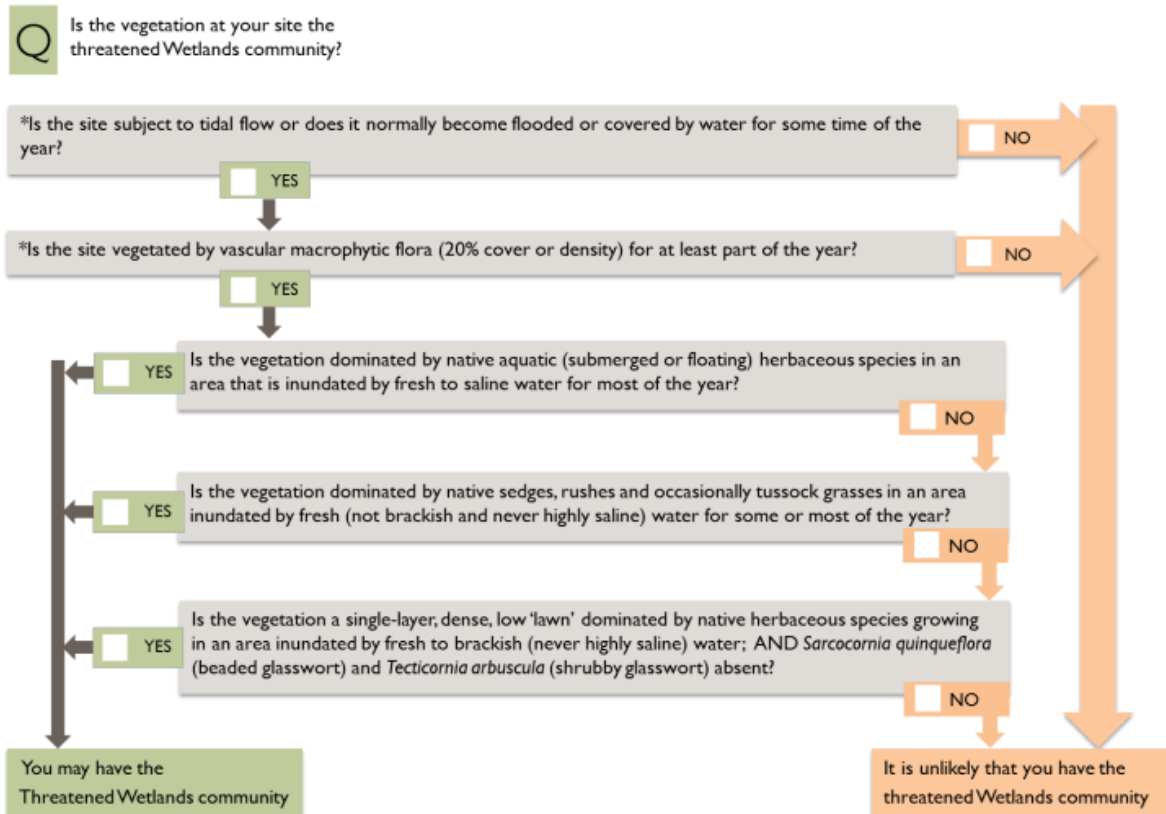 Q
Is the vegetation at your site the
threatened Wetlands community?
*Is the site subject to tidal flow or does it normally become flooded or covered by water for some time of the
year?
NO
YES
*Is the site vegetated by vascular macrophytic flora (20% cover or density) for at least part of the year?
NO
YES
Is the vegetation dominated by native aquatic (submerged or floating) herbaceous species in an
area that is inundated by fresh to saline water for most of the year?
YES
NO
Is the vegetation dominated by native sedges, rushes and occasionally tussock grasses in an area
inundated by fresh (not brackish and never highly saline) water for some or most of the year?
YES
NO
Is the vegetation a single-layer, dense, low ‘lawn’ dominated by native herbaceous species growing
in an area inundated by fresh to brackish (never highly saline) water; AND Sarcocornia quinqueflora
(beaded glasswort) and Tecticornia arbuscula (shrubby glasswort) absent?
YES
NO
You may have the
Threatened Wetlands community
It is unlikely that you have the
threatened Wetlands community